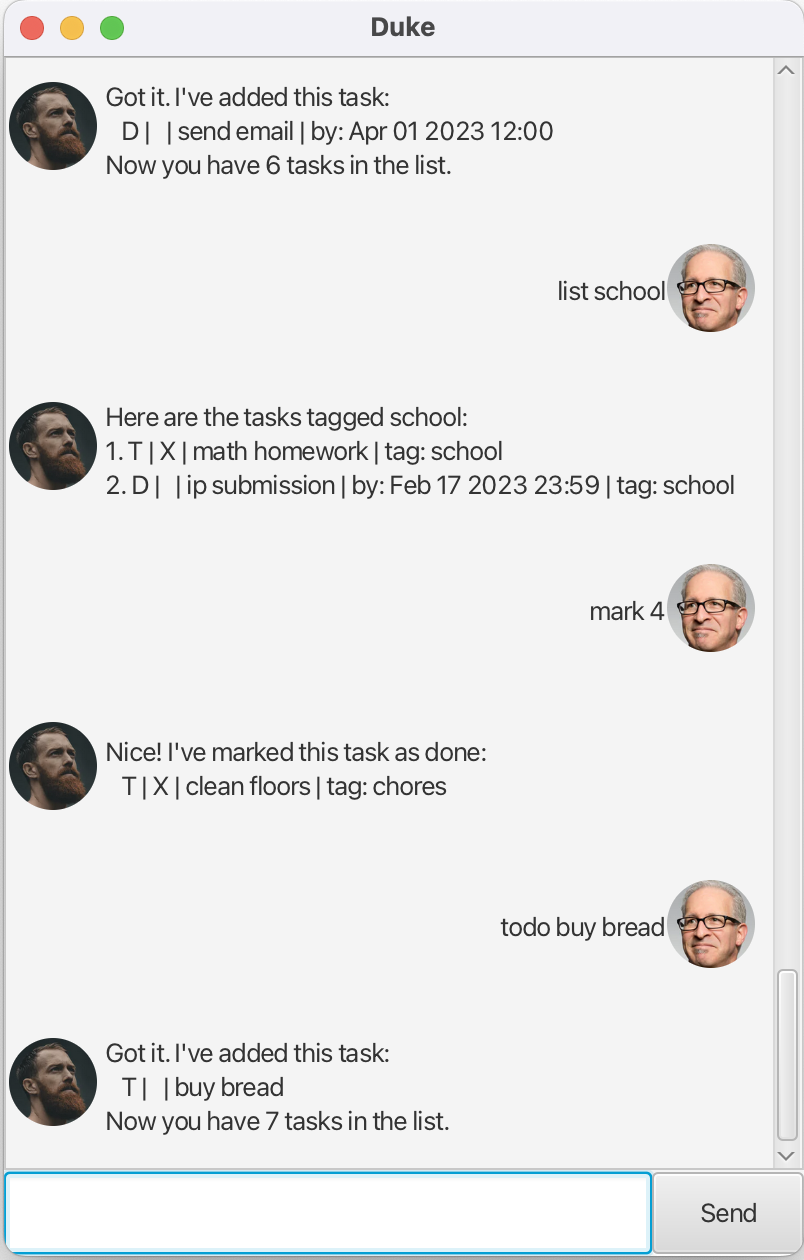 Duke
Got it. I've added this task:
D |   | send email | by: Apr 01 2023 12:00
Now you have 6 tasks in the list.
list school
Here are the tasks tagged school:
1. T | X | math homework | tag: school
2. D |   | ip submission | by: Feb 17 2023 23:59 | tag: school
mark 4
Nice! I've marked this task as done:
T | X | clean floors | tag: chores
todo buy bread
Got it. I've added this task:
T |   | buy bread
Now you have 7 tasks in the list.
Send